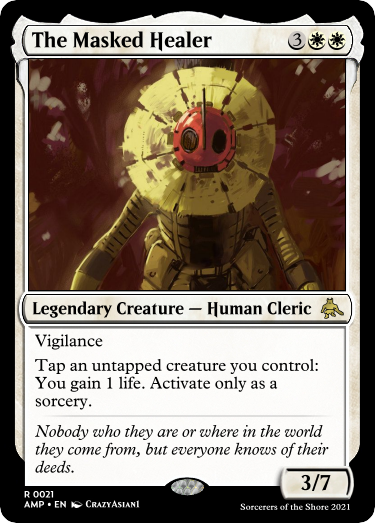 The Masked Healer 3
Legendary Creature — Human Cleric
Vigilance
Tap an untapped creature you control:
You gain 1 life. Activate only as a
sorcery.
Nobody who they are or where in the world
they come from, but everyone knows of their
deeds.
3/7
R 0021
AMP • EN CrazyAsian1
Sorcerers of the Shore 2021